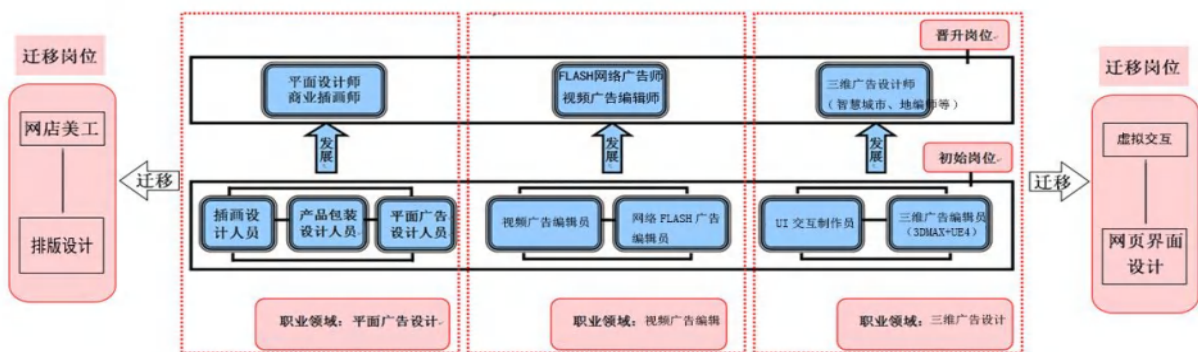 晋升岗位
迁移岗位
迁移岗位
平面设计师
商业插画师
FLASH网络广告师
视频广告编辑师
三维广告设计师
（智慧城市、地编师等）
网店美工
虚拟交互
发展
发展
发展
初始岗位
迁移
迁移
插画设
计人员
产品包装
设计人员
平面广告
设计人员
视频广告编辑员
网络 FLASH 广告
编辑员
UI 交互制作员
三维广告编辑员
（3DMAX+UE4）
排版设计
网页界面
设计
职业领域：平面广告设计
职业领域：视频广告编辑
职业领域：三维广告设计